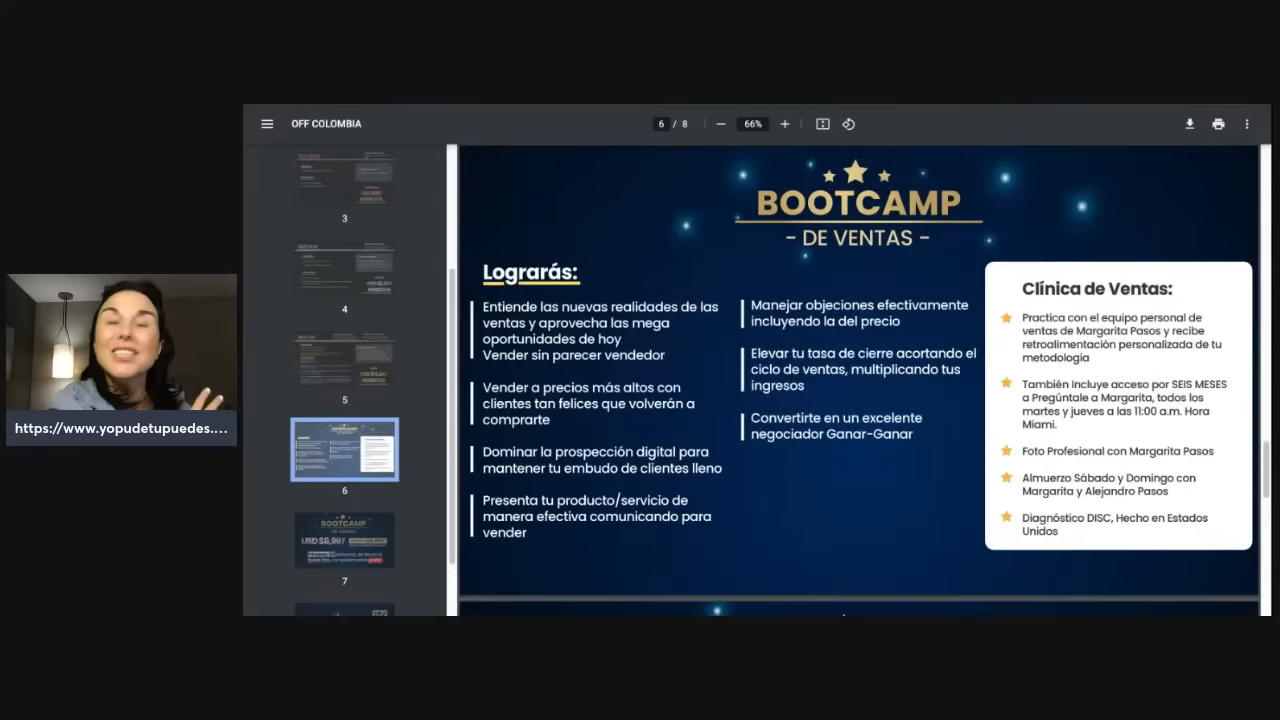 OFF COLOMBIA
6 / 8
66%
3
4
5
6
BOOTCAMP
USD $6,997
7
https://www.yopudetupuedes....
BOOTCAMP
- DE VENTAS -
Lograrás:
Entiende las nuevas realidades de las
ventas y aprovecha las mega
oportunidades de hoy
Vender sin parecer vendedor
Vender a precios más altos con
clientes tan felices que volverán a
comprarte
Dominar la prospección digital para
mantener tu embudo de clientes lleno
Presenta tu producto/servicio de
manera efectiva comunicando para
vender
Manejar objeciones efectivamente
incluyendo la del precio
Elevar tu tasa de cierre acortando el
ciclo de ventas, multiplicando tus
ingresos
Convertirte en un excelente
negociador Ganar-Ganar
Clínica de Ventas:
Practica con el equipo personal de
ventas de Margarita Pasos y recibe
retroalimentación personalizada de tu
metodología
También incluye acceso por SEIS MESES
a Pregúntale a Margarita, todos los
martes y jueves a las 11:00 a.m. Hora
Miami.
Foto Profesional con Margarita Pasos
Almuerzo Sábado y Domingo con
Margarita y Alejandro Pasos
Diagnóstico DISC, Hecho en Estados
Unidos